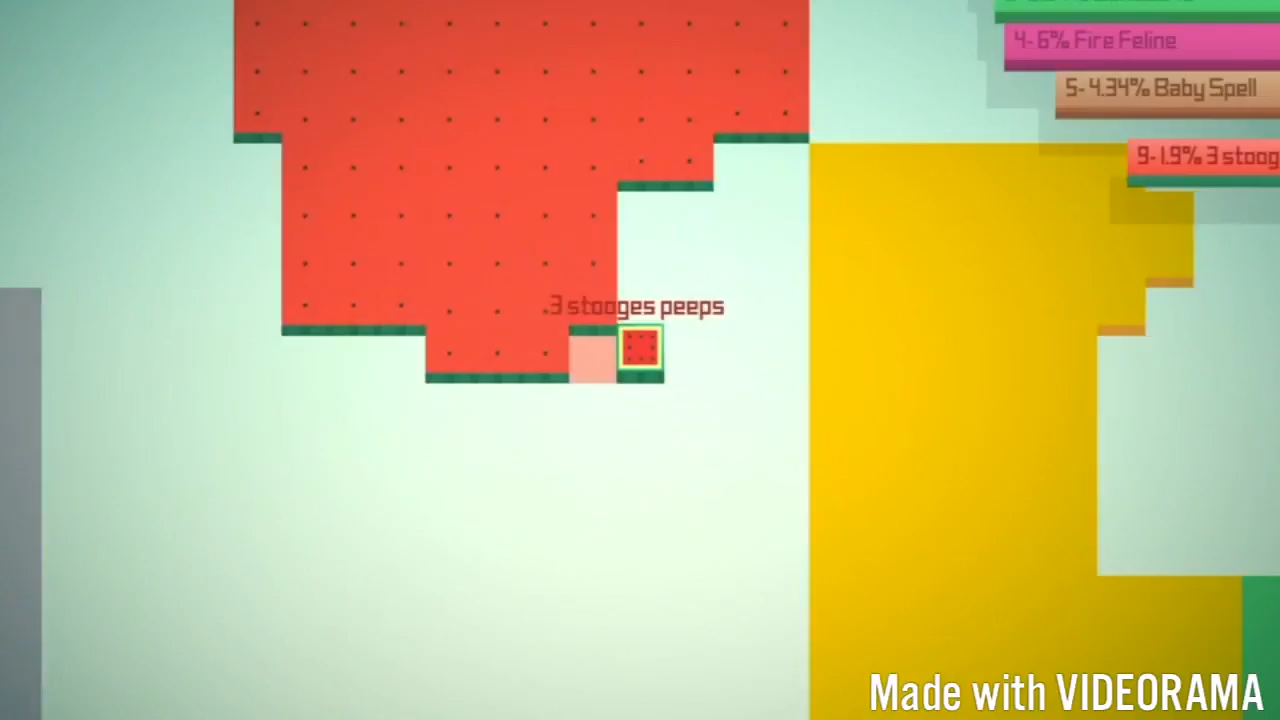 4- 6% Fire Feline
5- 4.34% Baby Spell
9- 1.9% 3 stoog
3 stooges peeps
Made with VIDEORAMA